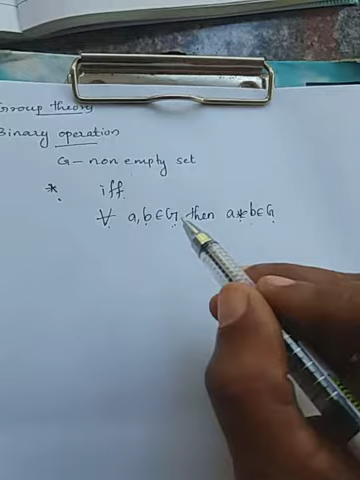 Group theory
Binary operation
G - non empty set
* iff
∀ a, b ∈ G then a * b ∈ G